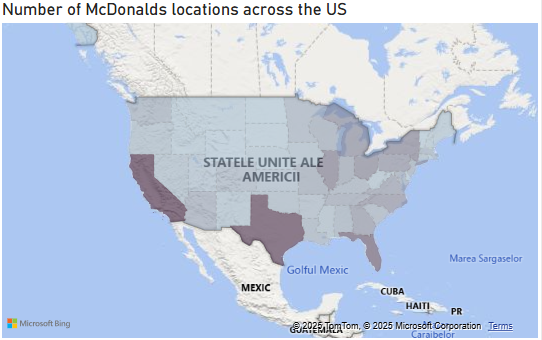 Number of McDonalds locations across the US
STATELE UNITE ALE
AMERICII
Marea Sargaselor
Golful Mexic
MEXIC
CUBA
HAITI
PR
Microsoft Bing
© 2025 TomTom, © 2025 Microsoft Corporation Terms
GUATEMALA
Caraibelor